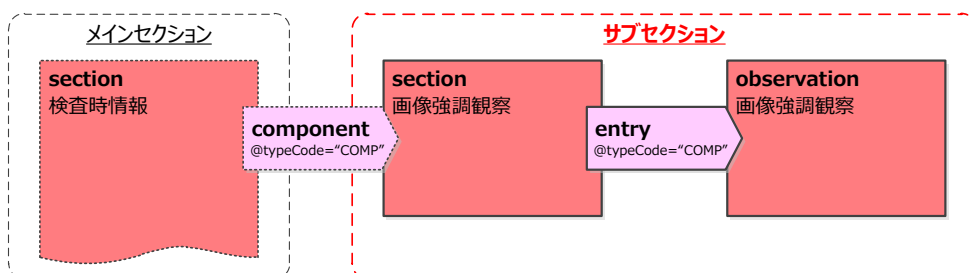 メインセクション
サブセクション
section
検査時情報
component
@typeCode=“COMP”
section
画像強調観察
entry
@typeCode=“COMP”
observation
画像強調観察